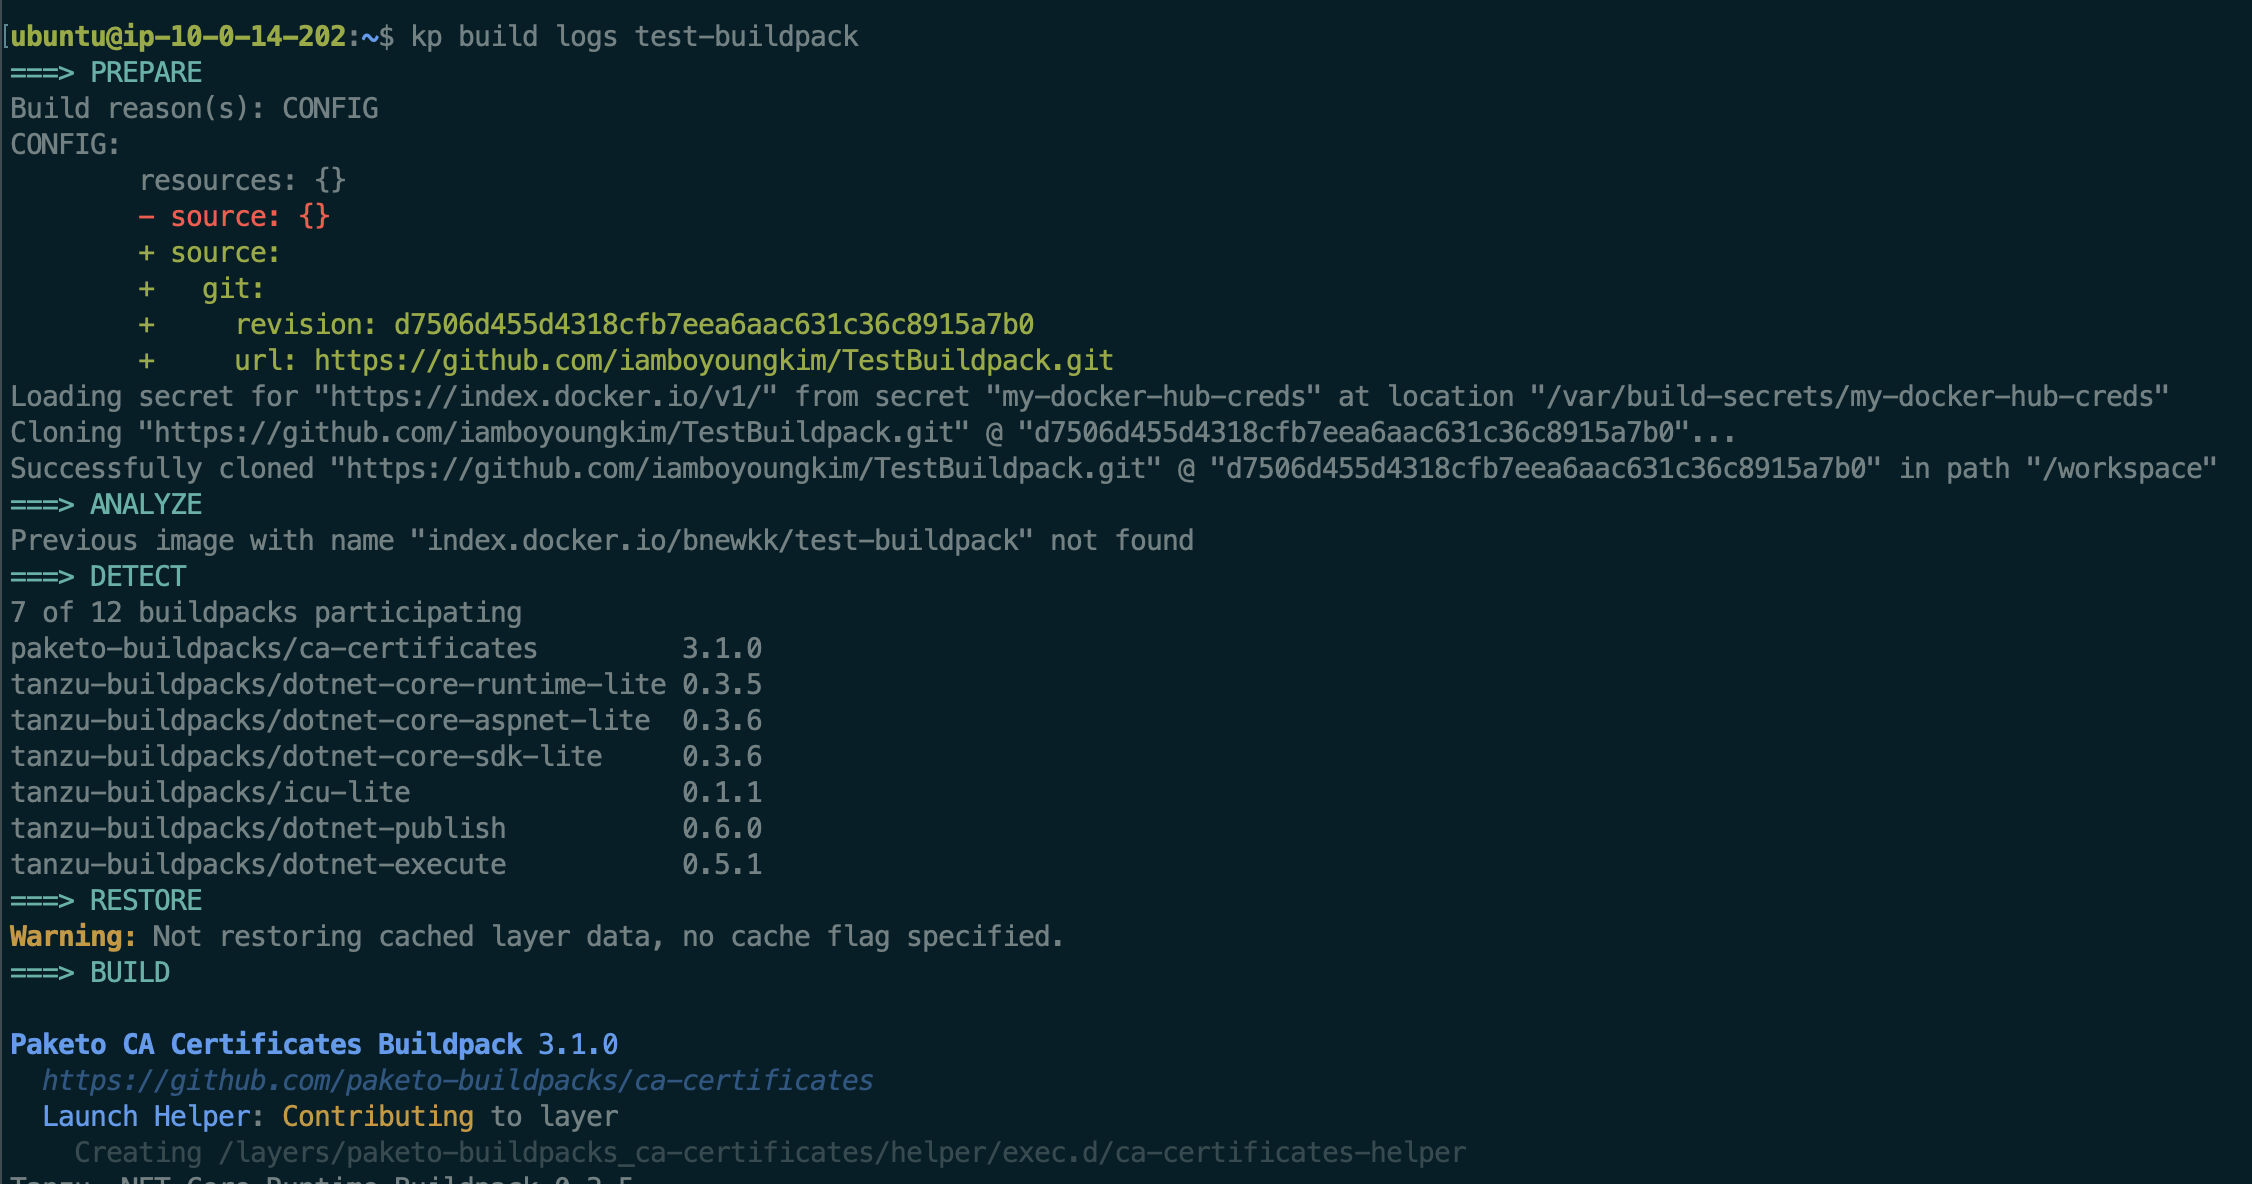 [ubuntu@ip-10-0-14-202:~$ kp build logs test-buildpack
===> PREPARE
Build reason(s): CONFIG
CONFIG:
        resources: {}
        - source: {}
        + source:
        +   git:
        +     revision: d7506d455d4318cfb7eea6aac631c36c8915a7b0
        +     url: https://github.com/iamboyoungkim/TestBuildpack.git
Loading secret for "https://index.docker.io/v1/" from secret "my-docker-hub-creds" at location "/var/build-secrets/my-docker-hub-creds"
Cloning "https://github.com/iamboyoungkim/TestBuildpack.git" @ "d7506d455d4318cfb7eea6aac631c36c8915a7b0"...
Successfully cloned "https://github.com/iamboyoungkim/TestBuildpack.git" @ "d7506d455d4318cfb7eea6aac631c36c8915a7b0" in path "/workspace"
===> ANALYZE
Previous image with name "index.docker.io/bnewkk/test-buildpack" not found
===> DETECT
7 of 12 buildpacks participating
paketo-buildpacks/ca-certificates         3.1.0
tanzu-buildpacks/dotnet-core-runtime-lite 0.3.5
tanzu-buildpacks/dotnet-core-aspnet-lite  0.3.6
tanzu-buildpacks/dotnet-core-sdk-lite     0.3.6
tanzu-buildpacks/icu-lite                 0.1.1
tanzu-buildpacks/dotnet-publish           0.6.0
tanzu-buildpacks/dotnet-execute           0.5.1
===> RESTORE
Warning: Not restoring cached layer data, no cache flag specified.
===> BUILD

Paketo CA Certificates Buildpack 3.1.0
  https://github.com/paketo-buildpacks/ca-certificates
  Launch Helper: Contributing to layer
    Creating /layers/paketo-buildpacks_ca-certificates/helper/exec.d/ca-certificates-helper
Tanzu .NET Core Runtime Buildpack 0.3.5